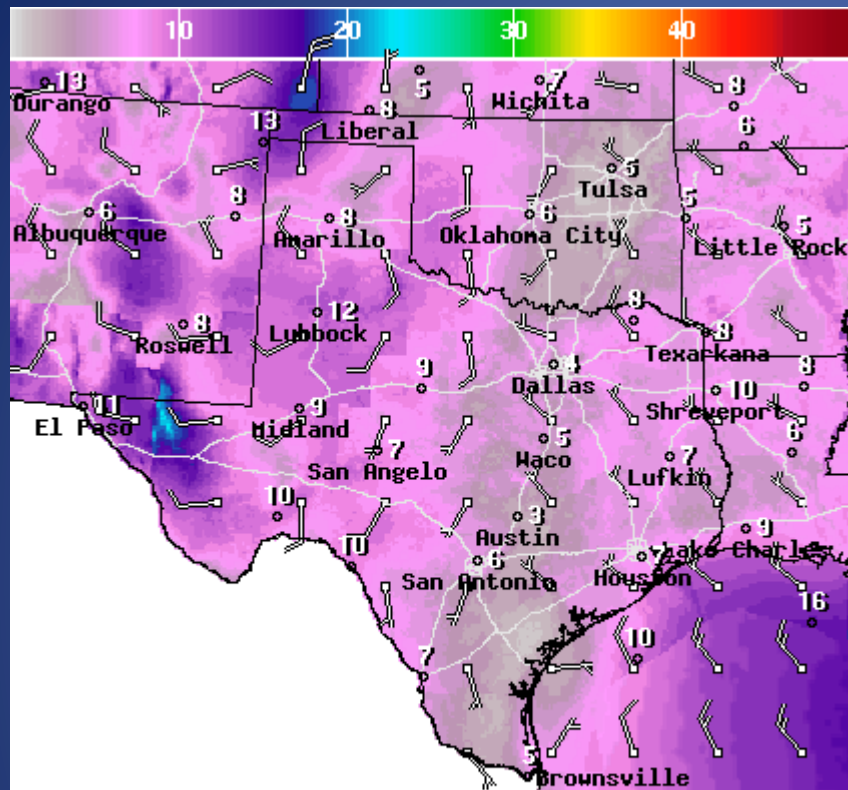 10 20 30 40
13 5 7 8
Durango Liberal 8 Wichita
13 6
5
Tulsa
6 8 8 6 5 5
Albuquerque Amarillo Oklahoma City Little Rock
8 12 8 8
Roswell Lubbock Texarkana
9 4
Dallas 10 8
11 9 Shreveport
El Paso Midland
7 5 7 6
San Angelo Waco Lufkin
10 3 9
Austin
10 6 7 Lake Charles
San Antonio Houston
16
10
7
5
Brownsville